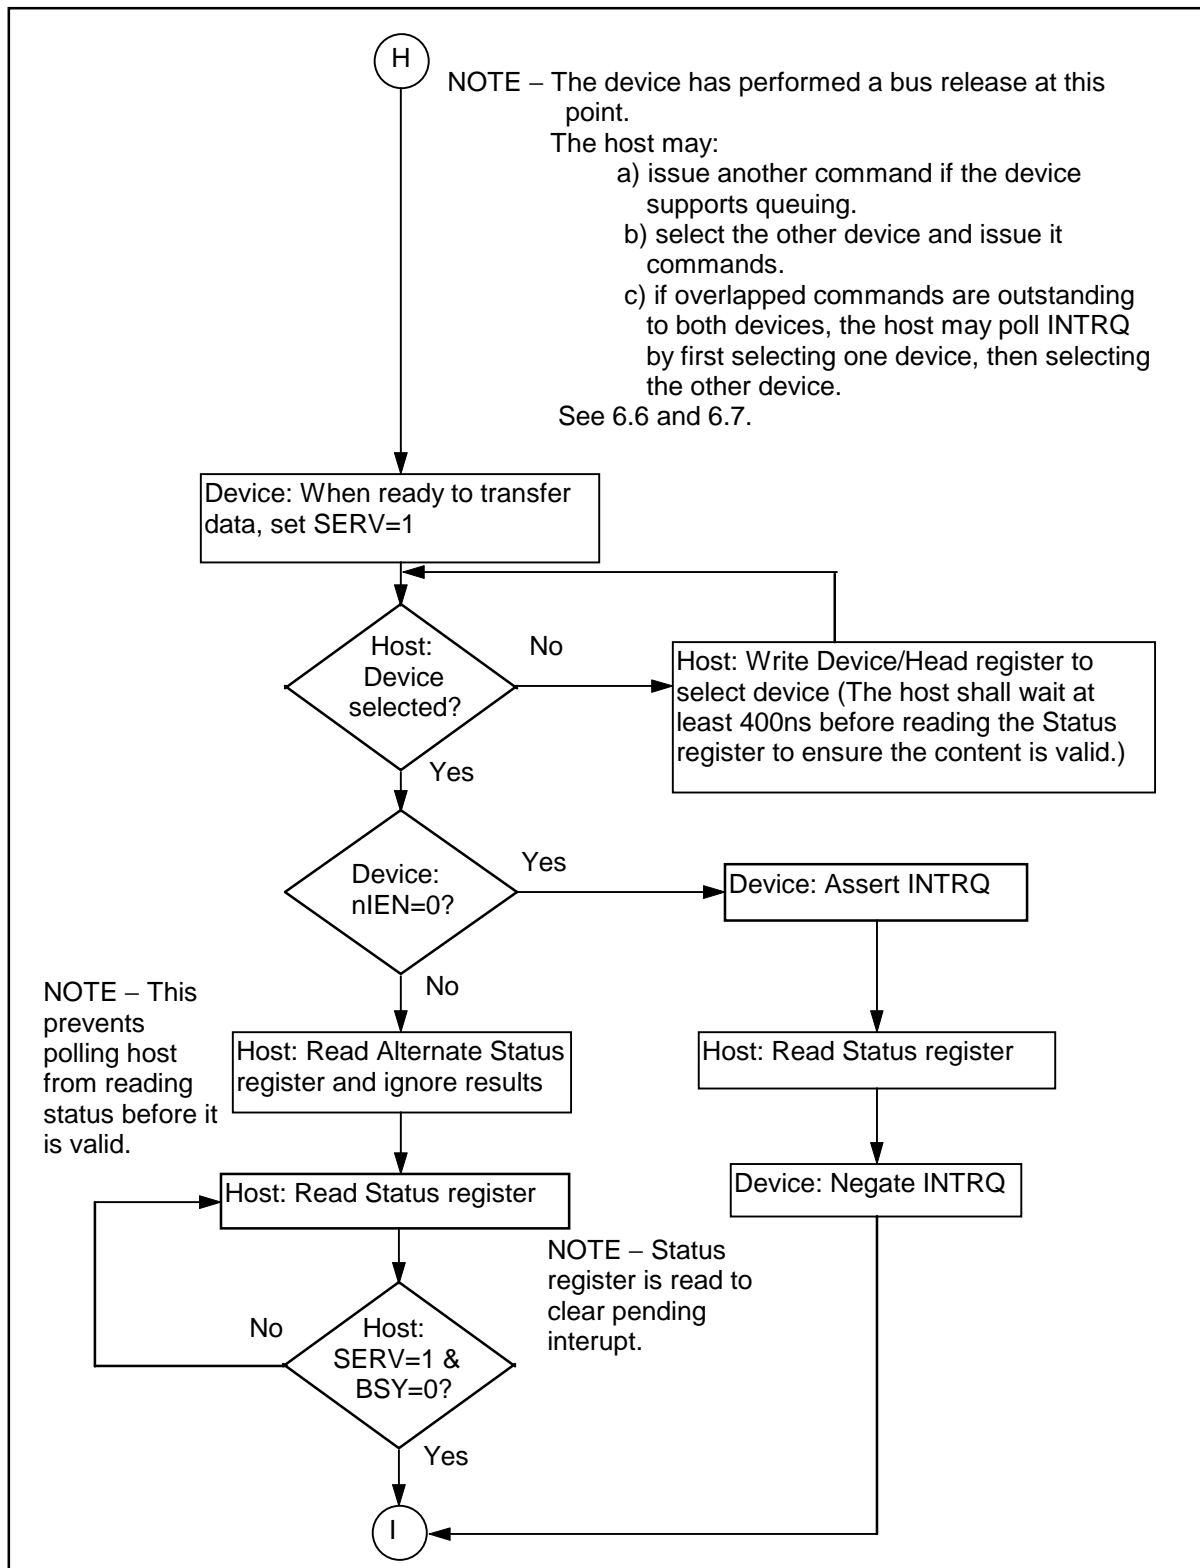 H
NOTE – The device has performed a bus release at this
point.
The host may:
a) issue another command if the device
supports queuing.
b) select the other device and issue it
commands.
c) if overlapped commands are outstanding
to both devices, the host may poll INTRQ
by first selecting one device, then selecting
the other device.
See 6.6 and 6.7.
Device: When ready to transfer
data, set SERV=1
Host:
Device
selected?
No
Host: Write Device/Head register to
select device (The host shall wait at
least 400ns before reading the Status
register to ensure the content is valid.)
Yes
Device:
nIEN=0?
Yes
Device: Assert INTRQ
No
NOTE – This
prevents
polling host
from reading
status before it
is valid.
Host: Read Alternate Status
register and ignore results
Host: Read Status register
Host: Read Status register
Device: Negate INTRQ
NOTE – Status
register is read to
clear pending
interupt.
No
Host:
SERV=1 &
BSY=0?
Yes
I